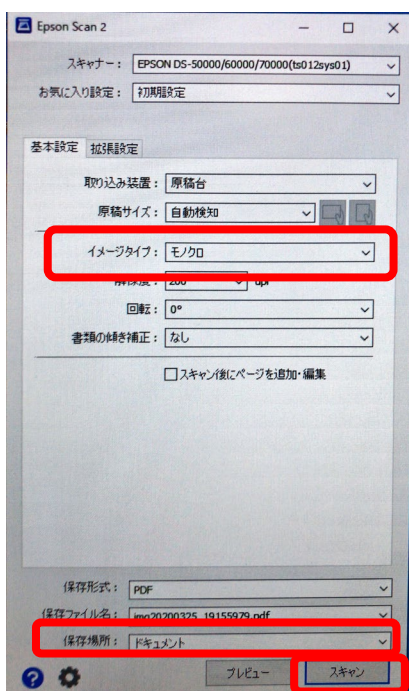 Epson Scan 2
スキャナー： EPSON DS-50000/60000/70000(ts012sys01)
お気に入り設定： 初期設定
基本設定 拡張設定
取り込み装置： 原稿台
原稿サイズ： 自動検知
イメージタイプ： モノクロ
解像度： 200 dpi
回転： 0°
書類の傾き補正： なし
スキャン後にページを追加・編集
保存形式： PDF
保存ファイル名： img20200325_19155979.pdf
保存場所： ドキュメント
プレビュー スキャン